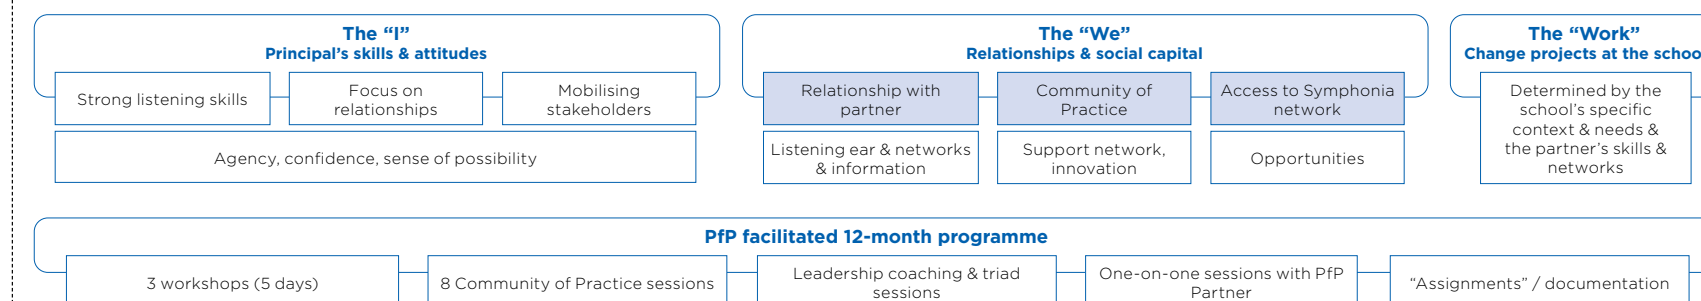 The “I”
Principal’s skills & attitudes
Strong listening skills
Focus on
relationships
Mobilising
stakeholders
Agency, confidence, sense of possibility
The “We”
Relationships & social capital
Relationship with
partner
Community of
Practice
Access to Symphonia
network
Listening ear & networks
& information
Support network,
innovation
Opportunities
The “Work”
Change projects at the schoo
Determined by the
school’s specific
context & needs &
the partner’s skills &
networks
PfP facilitated 12-month programme
3 workshops (5 days)
8 Community of Practice sessions
Leadership coaching & triad
sessions
One-on-one sessions with PfP
Partner
“Assignments” / documentation